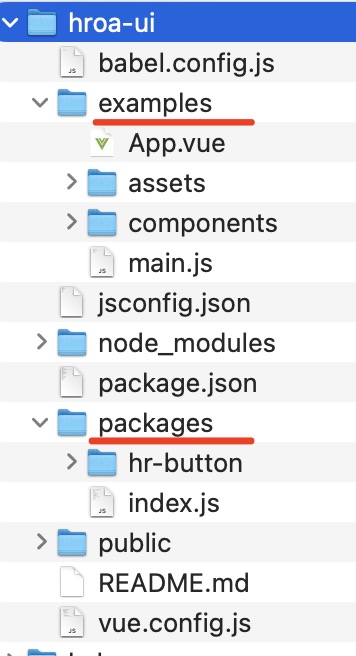 hroa-ui
babel.config.js
examples
App.vue
assets
components
main.js
jsconfig.json
node_modules
package.json
packages
hr-button
index.js
public
README.md
vue.config.js